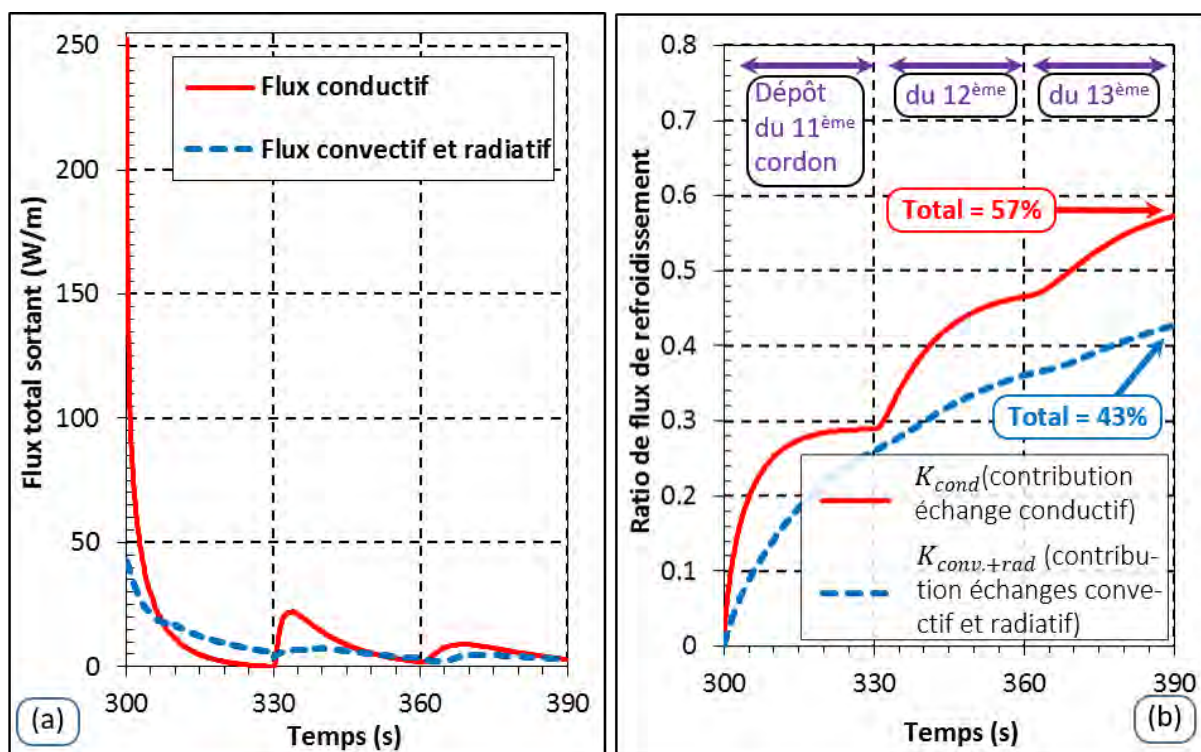 250
200
150
100
50
0
Flux total sortant (W/m)
Flux conductif
Flux convectif et radiatif
300
330
360
390
Temps (s)
(a)
0.8
0.7
0.6
0.5
0.4
0.3
0.2
0.1
0
Ratio de flux de refroidissement
Dépôt
du 11ème
cordon
du 12ème
du 13ème
Total = 57%
Total = 43%
Kcond(contribution
échange conductif)
Kconv.+rad (contribu-
tion échanges conve-
ctif et radiatif)
300
330
360
390
Temps (s)
(b)